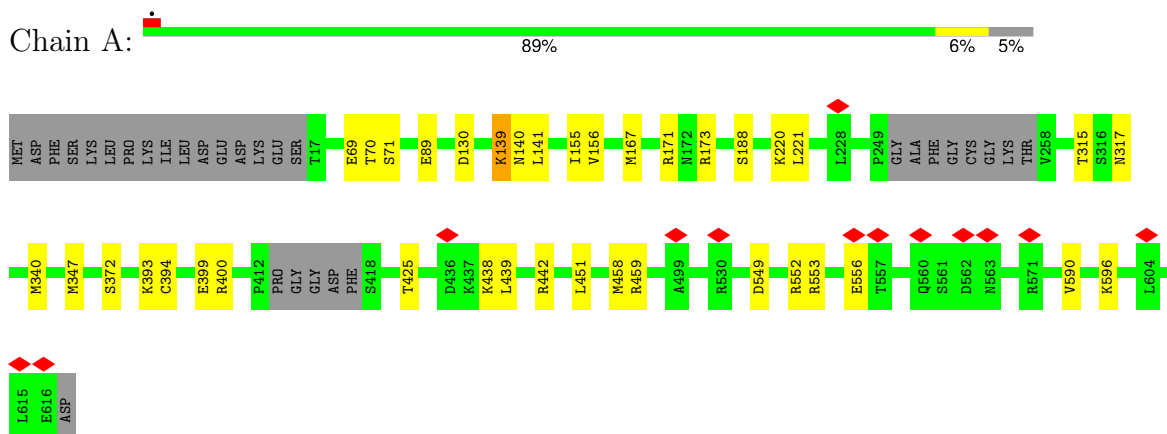 Chain A: 89% 6% 5%
MET ASP PHE SER LYS LEU PRO LYS ILE LEU ASP GLU ASP LYS GLU SER T17 E69 T70 S71 E89 D130 K139 N140 L141 I155 V156 M167 R171 N172 R173 S188 K220 L221 L228 P249 GLY ALA PHE GLY CYS GLY LYS THR V258 T315 S316 N317
M340 M347 S372 K393 C394 E399 R400 P412 PRO GLY GLY ASP PHE S418 T425 D436 K437 K438 L439 R442 L451 M458 R459 A499 R530 D549 R552 R553 E556 T557 Q560 S561 D562 N563 R571 V590 K596 L604
L615 E616 ASP